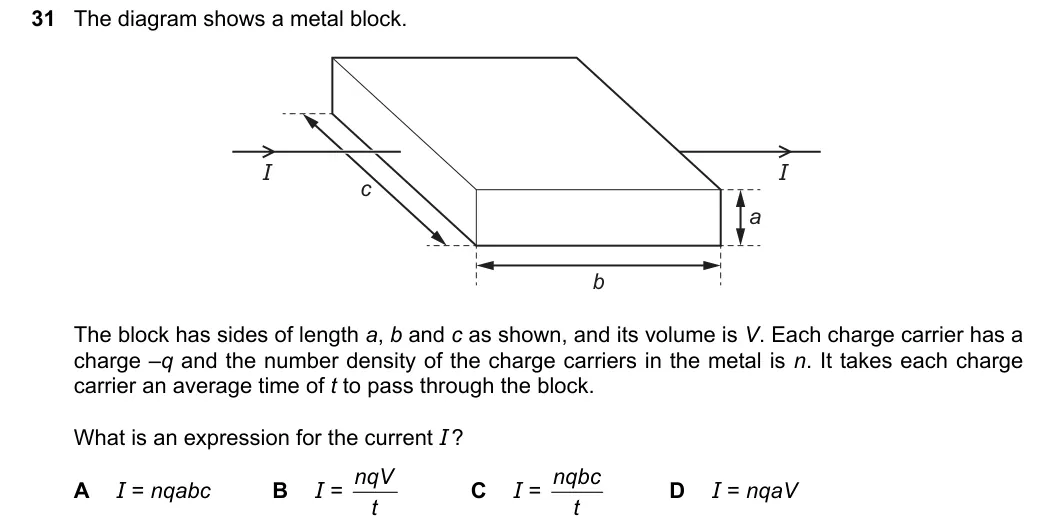 31 The diagram shows a metal block.
I
I
c
a
b
The block has sides of length a, b and c as shown, and its volume is V. Each charge carrier has a
charge –q and the number density of the charge carriers in the metal is n. It takes each charge
carrier an average time of t to pass through the block.
What is an expression for the current I?
A I = nqabc B I = nqV/t C I = nqbc/t D I = nqaV